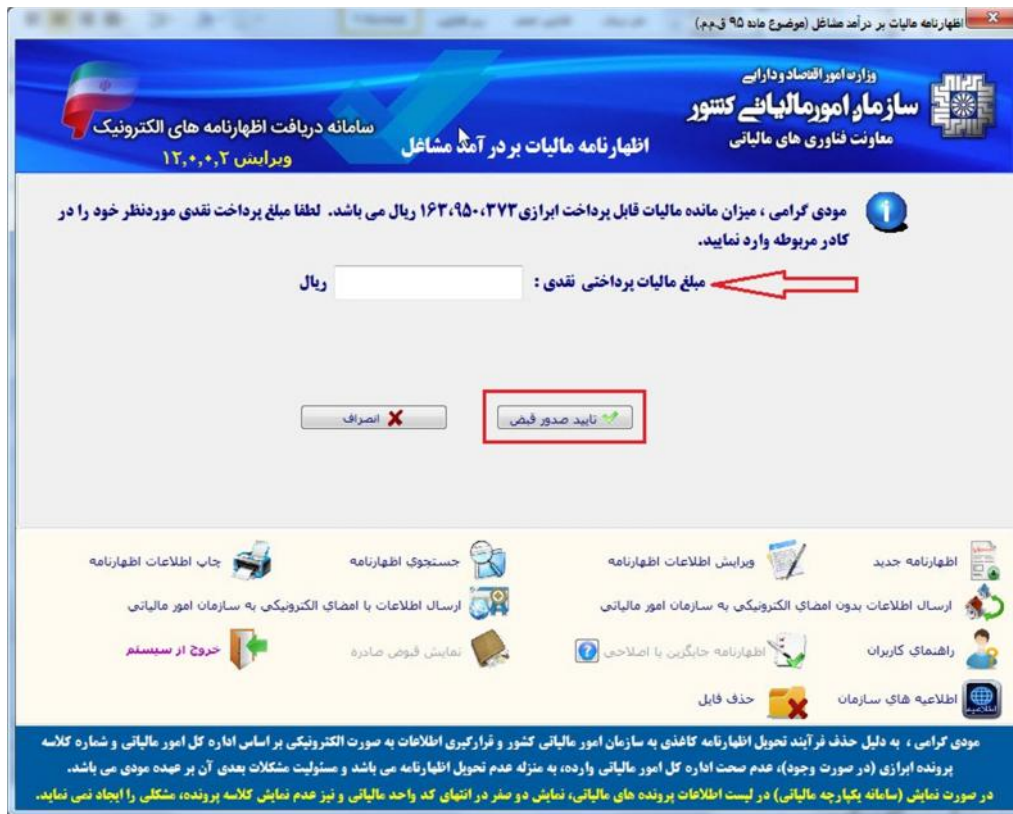 اظهارنامه مالیات بر درآمد مشاغل (موضوع ماده ۹۵ ق.م.م.)
وزارت امور اقتصاد و دارایی
سازمان امور مالیاتی کشور
معاونت فناوری های مالیاتی
اظهارنامه مالیات بر در آمد مشاغل
سامانه دریافت اظهارنامه های الکترونیک
ویرایش ۱۲,۰,۰,۲
مودی گرامی ، میزان مانده مالیات قابل پرداخت ابرازی ۱۶۳،۹۵۰،۳۷۳ ریال می باشد. لطفا مبلغ پرداخت نقدی موردنظر خود را در
کادر مربوطه وارد نمایید.
مبلغ مالیات پرداختی نقدی : ریال
تایید صدور قبض انصراف
اظهارنامه جدید ویرایش اطلاعات اظهارنامه جستجوی اظهارنامه چاپ اطلاعات اظهارنامه
ارسال اطلاعات بدون امضای الکترونیکی به سازمان امور مالیاتی ارسال اطلاعات با امضای الکترونیکی به سازمان امور مالیاتی
راهنمای کاربران اظهارنامه جایگزین یا اصلاحی نمایش قبوض صادره خروج از سیستم
اطلاعیه های سازمان حذف فایل
مودی گرامی ، به دلیل حذف فرآیند تحویل اظهارنامه کاغذی به سازمان امور مالیاتی کشور و قرارگیری اطلاعات به صورت الکترونیکی بر اساس اداره کل امور مالیاتی و شماره کلاسه
پرونده ابرازی (در صورت وجود)، عدم صحت اداره کل امور مالیاتی وارده، به منزله عدم تحویل اظهارنامه می باشد و مسئولیت مشکلات بعدی آن بر عهده مودی می باشد.
در صورت نمایش (سامانه یکپارچه مالیاتی) در لیست اطلاعات پرونده های مالیاتی، نمایش دو صفر در انتهای کد واحد مالیاتی و نیز عدم نمایش کلاسه پرونده، مشکلی را ایجاد نمی نماید.